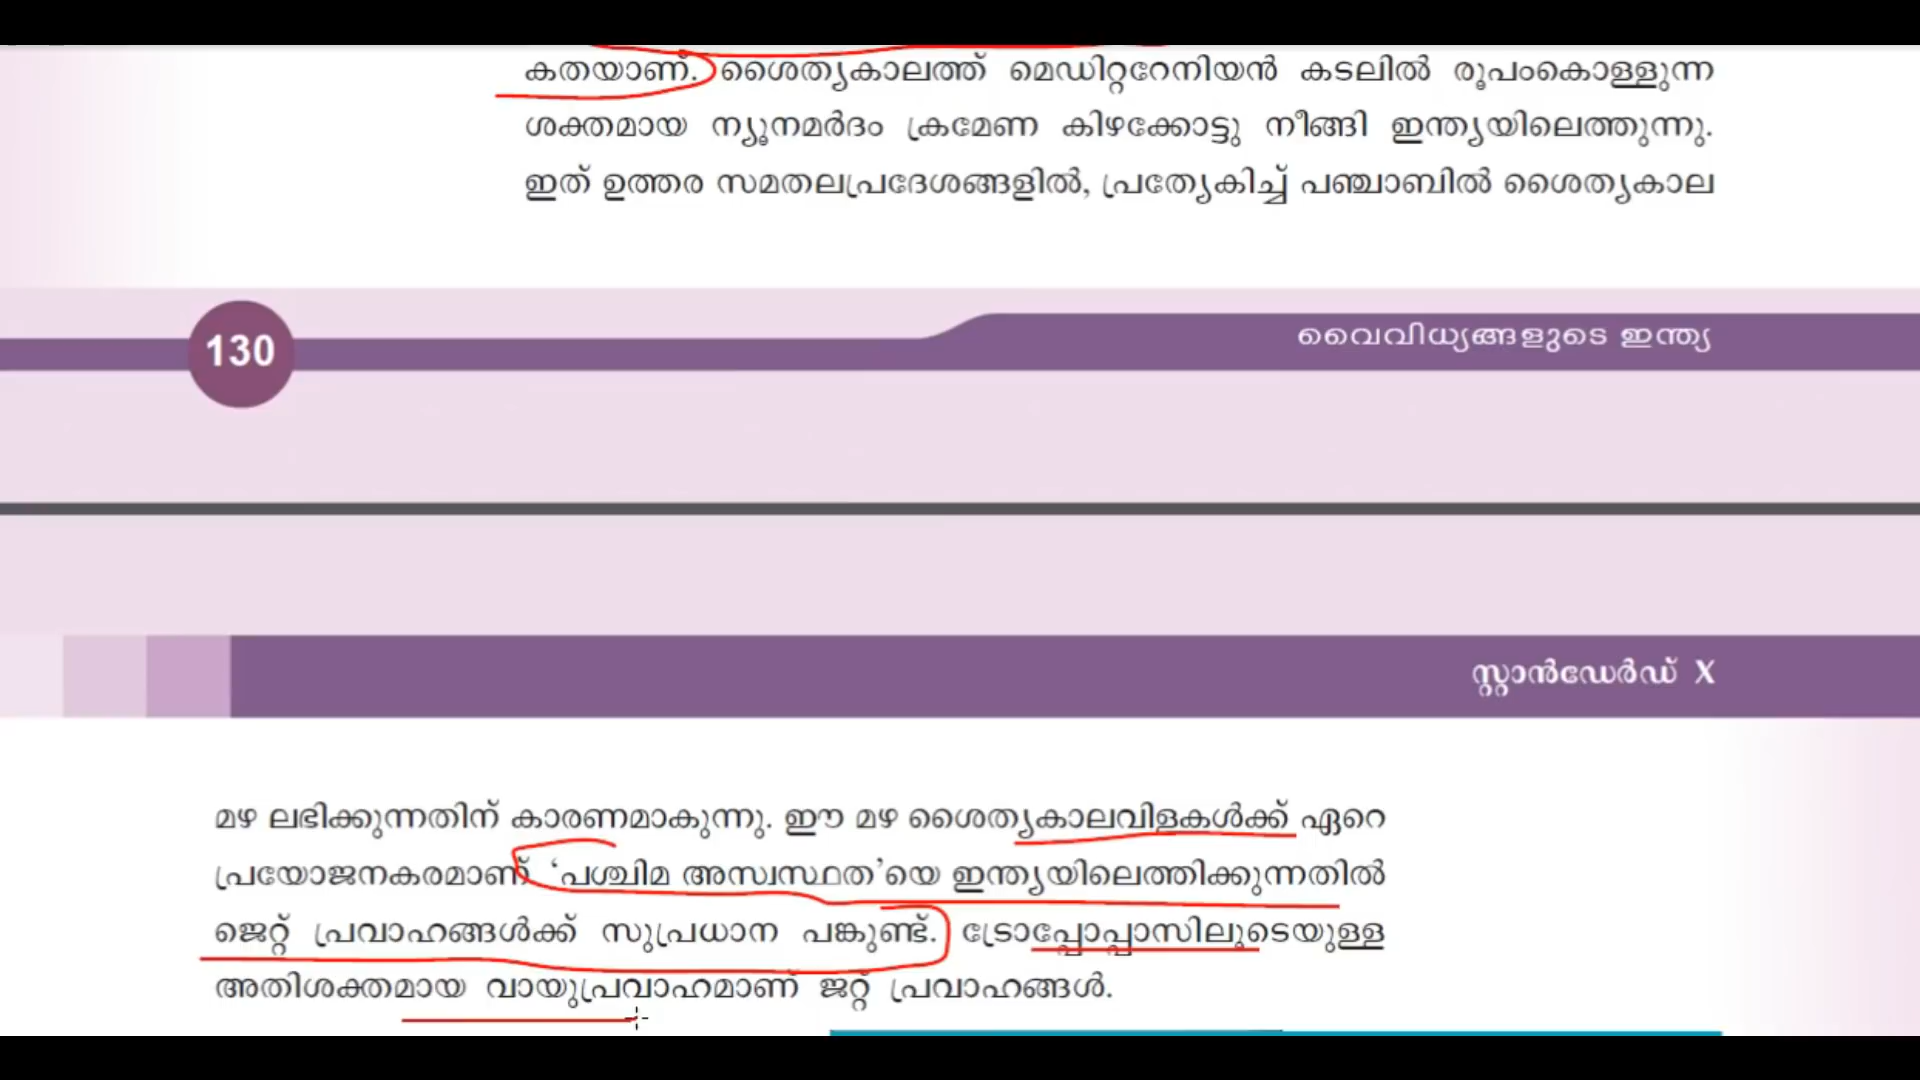 കതയാണ്. ശൈത്യകാലത്ത് മെഡിറ്ററേനിയൻ കടലിൽ രൂപംകൊള്ളുന്ന
ശക്തമായ ന്യൂനമർദം ക്രമേണ കിഴക്കോട്ടു നീങ്ങി ഇന്ത്യയിലെത്തുന്നു.
ഇത് ഉത്തര സമതലപ്രദേശങ്ങളിൽ, പ്രത്യേകിച്ച് പഞ്ചാബിൽ ശൈത്യകാല
130
വൈവിധ്യങ്ങളുടെ ഇന്ത്യ
സ്റ്റാൻഡേർഡ് X
മഴ ലഭിക്കുന്നതിന് കാരണമാകുന്നു. ഈ മഴ ശൈത്യകാലവിളകൾക്ക് ഏറെ
പ്രയോജനകരമാണ്. ‘പശ്ചിമ അസ്വസ്ഥത’യെ ഇന്ത്യയിലെത്തിക്കുന്നതിൽ
ജെറ്റ് പ്രവാഹങ്ങൾക്ക് സുപ്രധാന പങ്കുണ്ട്. ട്രോപ്പോപ്പാസിലൂടെയുള്ള
അതിശക്തമായ വായുപ്രവാഹമാണ് ജറ്റ് പ്രവാഹങ്ങൾ.